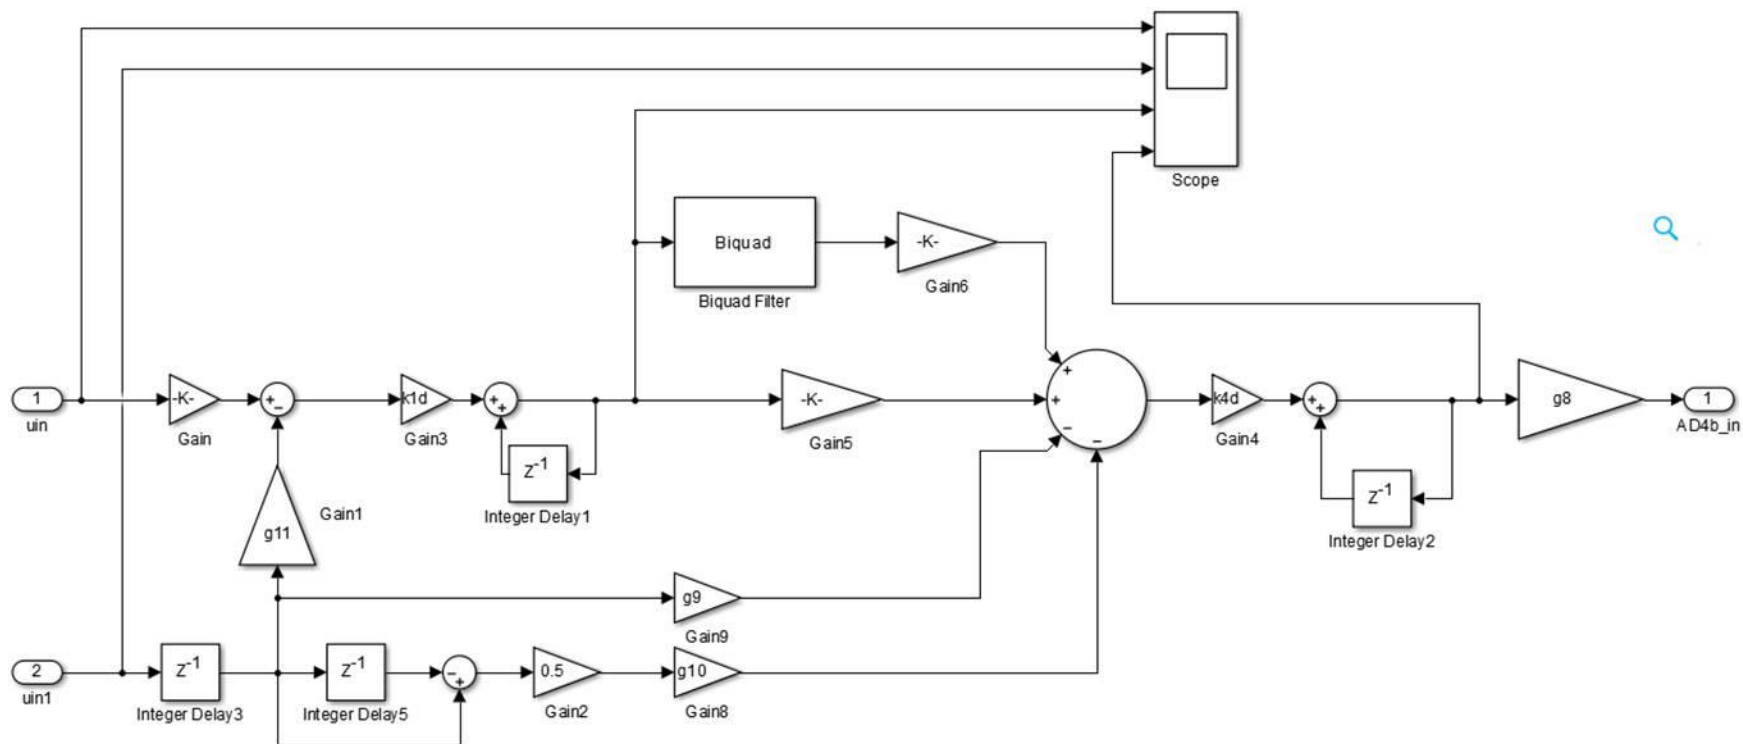 Scope
Biquad
Biquad Filter
-K-
Gain6
1
uin
-K-
Gain
+
−
k1d
Gain3
+
+
Z-1
Integer Delay1
-K-
Gain5
+
+
−
−
k4d
Gain4
+
+
Z-1
Integer Delay2
g8
1
AD4b_in
g11
Gain1
g9
Gain9
2
uin1
Z-1
Integer Delay3
Z-1
Integer Delay5
−
+
0.5
Gain2
g10
Gain8